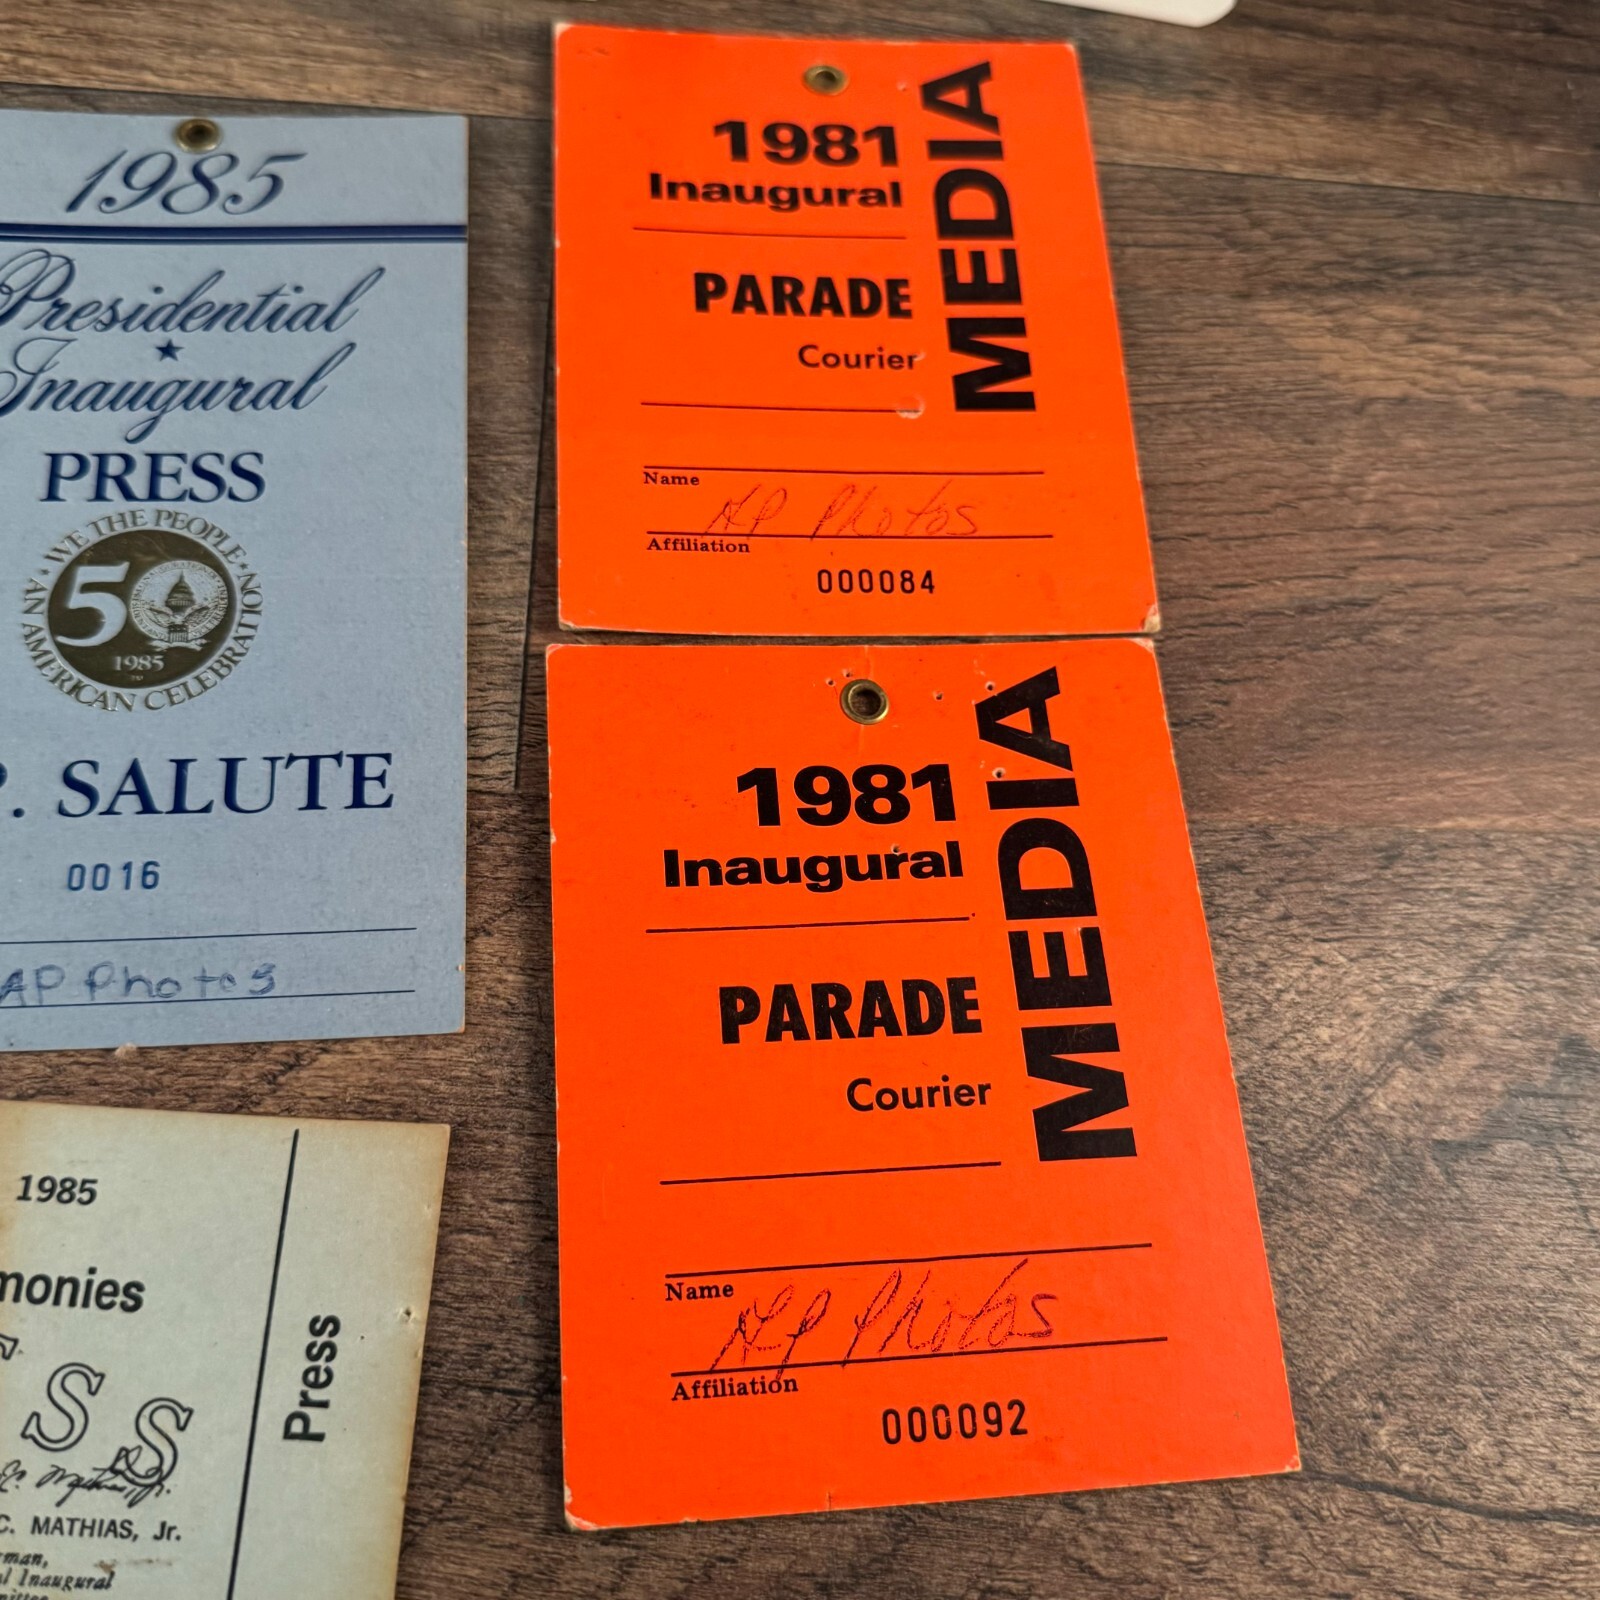 1985
Presidential
Inaugural
PRESS
WE THE PEOPLE
AN AMERICAN CELEBRATION
50
1985
TM
P. SALUTE
0016
AP Photos
1985
monies
S S
Press
C. MATHIAS, Jr.
Inaugural
1981
Inaugural
PARADE
Courier
MEDIA
Name
AP Photos
Affiliation
000084
1981
Inaugural
PARADE
Courier
MEDIA
Name
AP Photos
Affiliation
000092